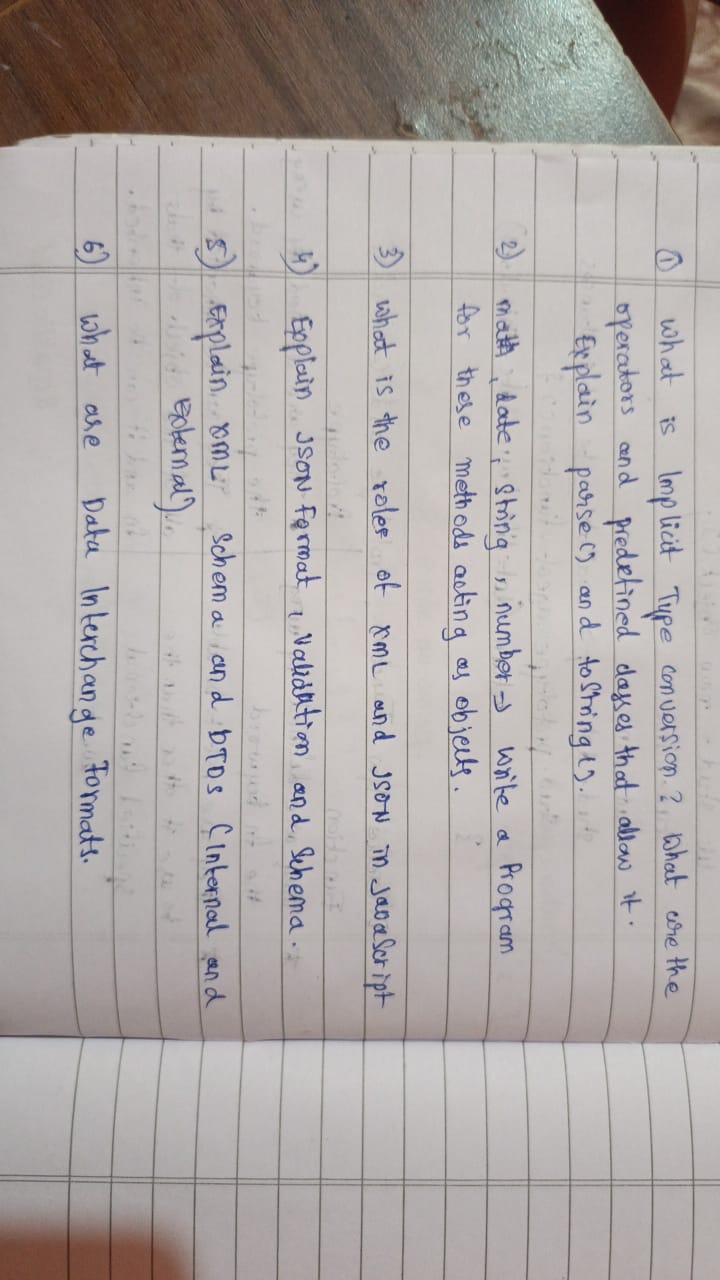 ① What is Implicit Type conversion? What are the
operators and predefined classes that allow it.
Explain parse() and toString().
2) math, date, string, number → Write a Program
for these methods acting as objects.
3) What is the roles of XML and JSON in JavaScript
4) Explain JSON Format, Validation and Schema.
5) Explain XML Schema and DTDs (Internal and
External)
6) What are Data Interchange Formats.